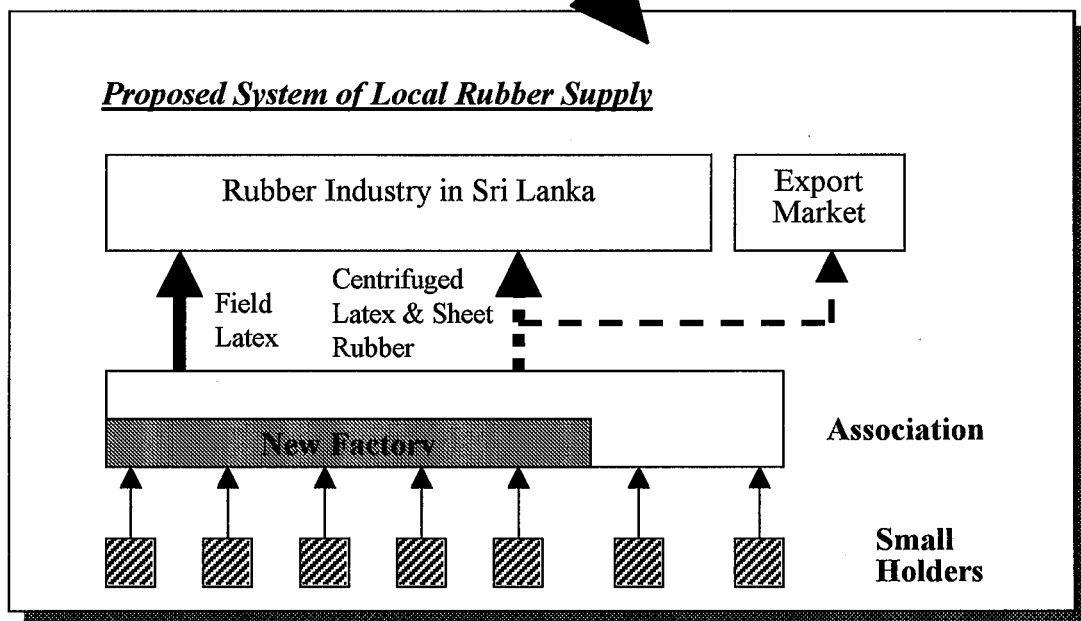 Proposed System of Local Rubber Supply
Rubber Industry in Sri Lanka
Export
Market
Field
Latex
Centrifuged
Latex & Sheet
Rubber
New Factory
Association
Small
Holders